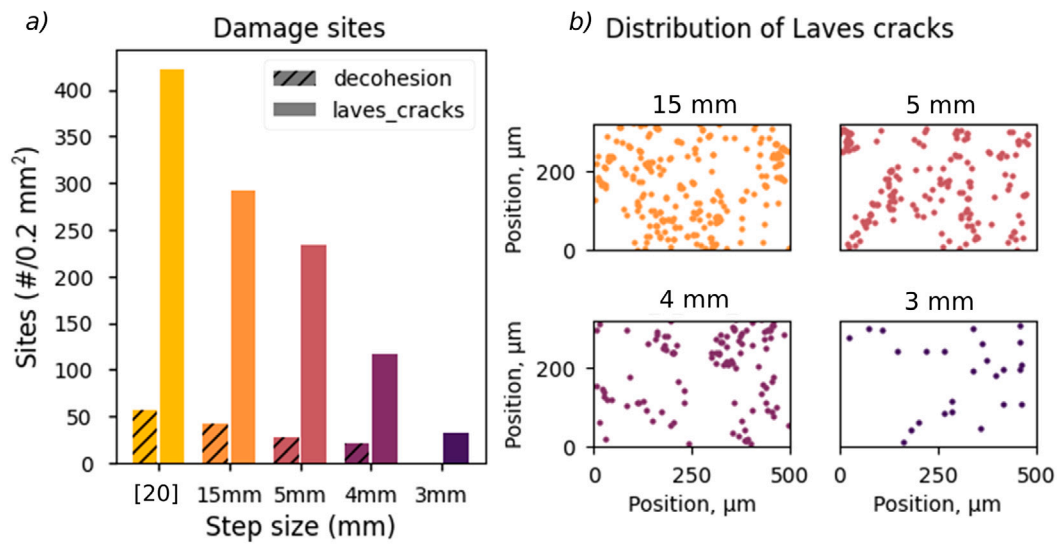 a)
Damage sites
decohesion
laves_cracks
Sites (#/0.2 mm²)
400
350
300
250
200
150
100
50
0
[20] 15mm 5mm 4mm 3mm
Step size (mm)
b) Distribution of Laves cracks
15 mm
5 mm
Position, µm
200
0
0
4 mm
3 mm
Position, µm
200
0
0 250 500
0 250 500
Position, µm
Position, µm